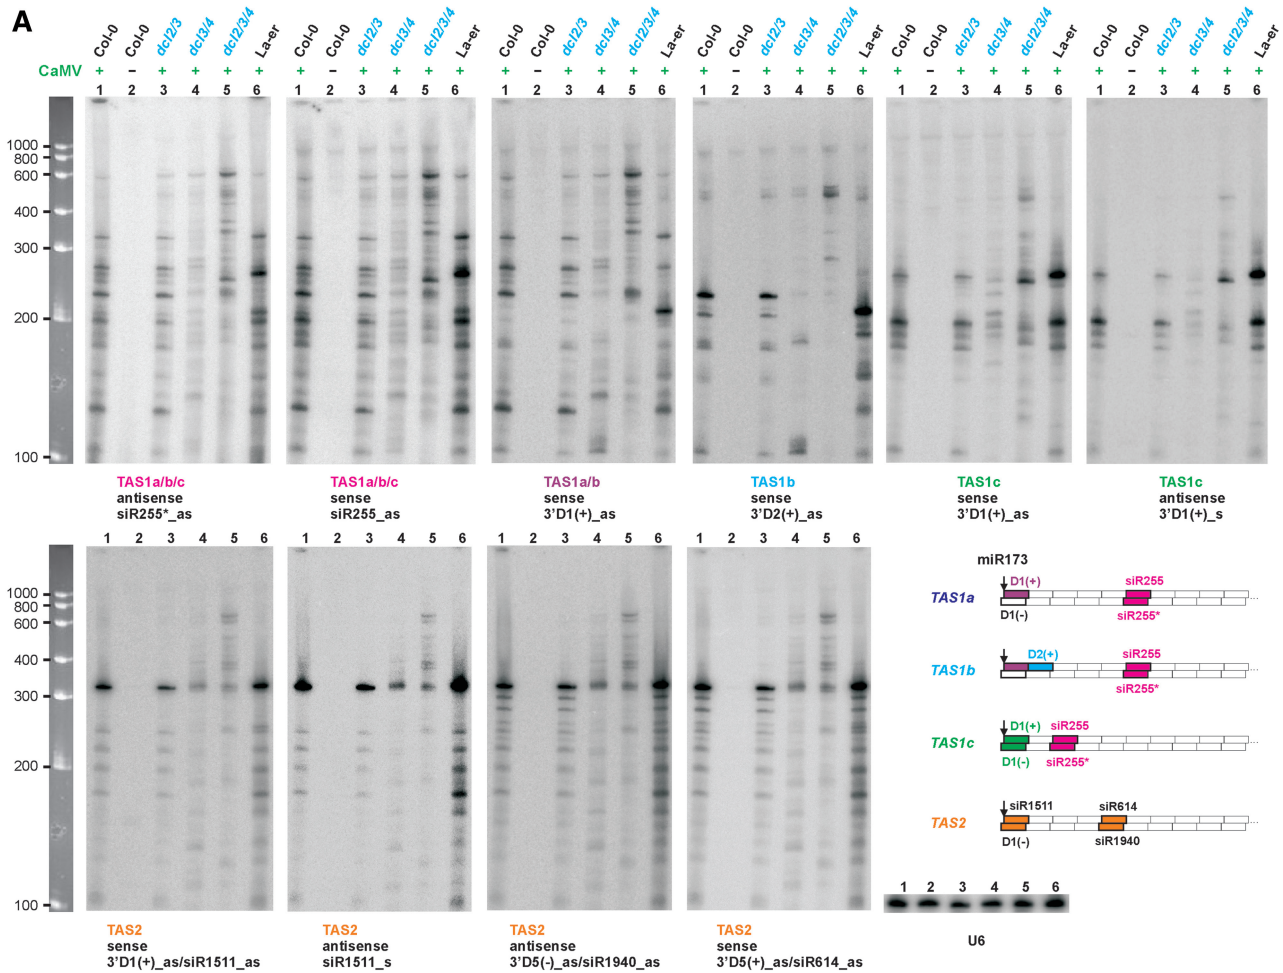 A
Col-0 Col-0 dcl2/3 dcl3/4 dcl2/3/4 La-er Col-0 Col-0 dcl2/3 dcl3/4 dcl2/3/4 La-er Col-0 Col-0 dcl2/3 dcl3/4 dcl2/3/4 La-er Col-0 Col-0 dcl2/3 dcl3/4 dcl2/3/4 La-er Col-0 Col-0 dcl2/3 dcl3/4 dcl2/3/4 La-er Col-0 Col-0 dcl2/3 dcl3/4 dcl2/3/4 La-er
CaMV + − + + + + + − + + + + + − + + + + + − + + + + + − + + + + + − + + + +
1 2 3 4 5 6 1 2 3 4 5 6 1 2 3 4 5 6 1 2 3 4 5 6 1 2 3 4 5 6 1 2 3 4 5 6
1000
800
600
400
300
200
100
TAS1a/b/c
antisense
siR255*_as
TAS1a/b/c
sense
siR255_as
TAS1a/b
sense
3'D1(+)_as
TAS1b
sense
3'D2(+)_as
TAS1c
sense
3'D1(+)_as
TAS1c
antisense
3'D1(+)_s
1 2 3 4 5 6 1 2 3 4 5 6 1 2 3 4 5 6 1 2 3 4 5 6
1000
800
600
400
300
200
100
TAS2
sense
3'D1(+)_as/siR1511_as
TAS2
antisense
siR1511_s
TAS2
antisense
3'D5(-)_as/siR1940_as
TAS2
sense
3'D5(+)_as/siR614_as
miR173
D1(+) siR255
TAS1a
D1(-) siR255*
D2(+) siR255
TAS1b
siR255*
D1(+) siR255
TAS1c
D1(-) siR255*
siR1511 siR614
TAS2
D1(-) siR1940
1 2 3 4 5 6
U6